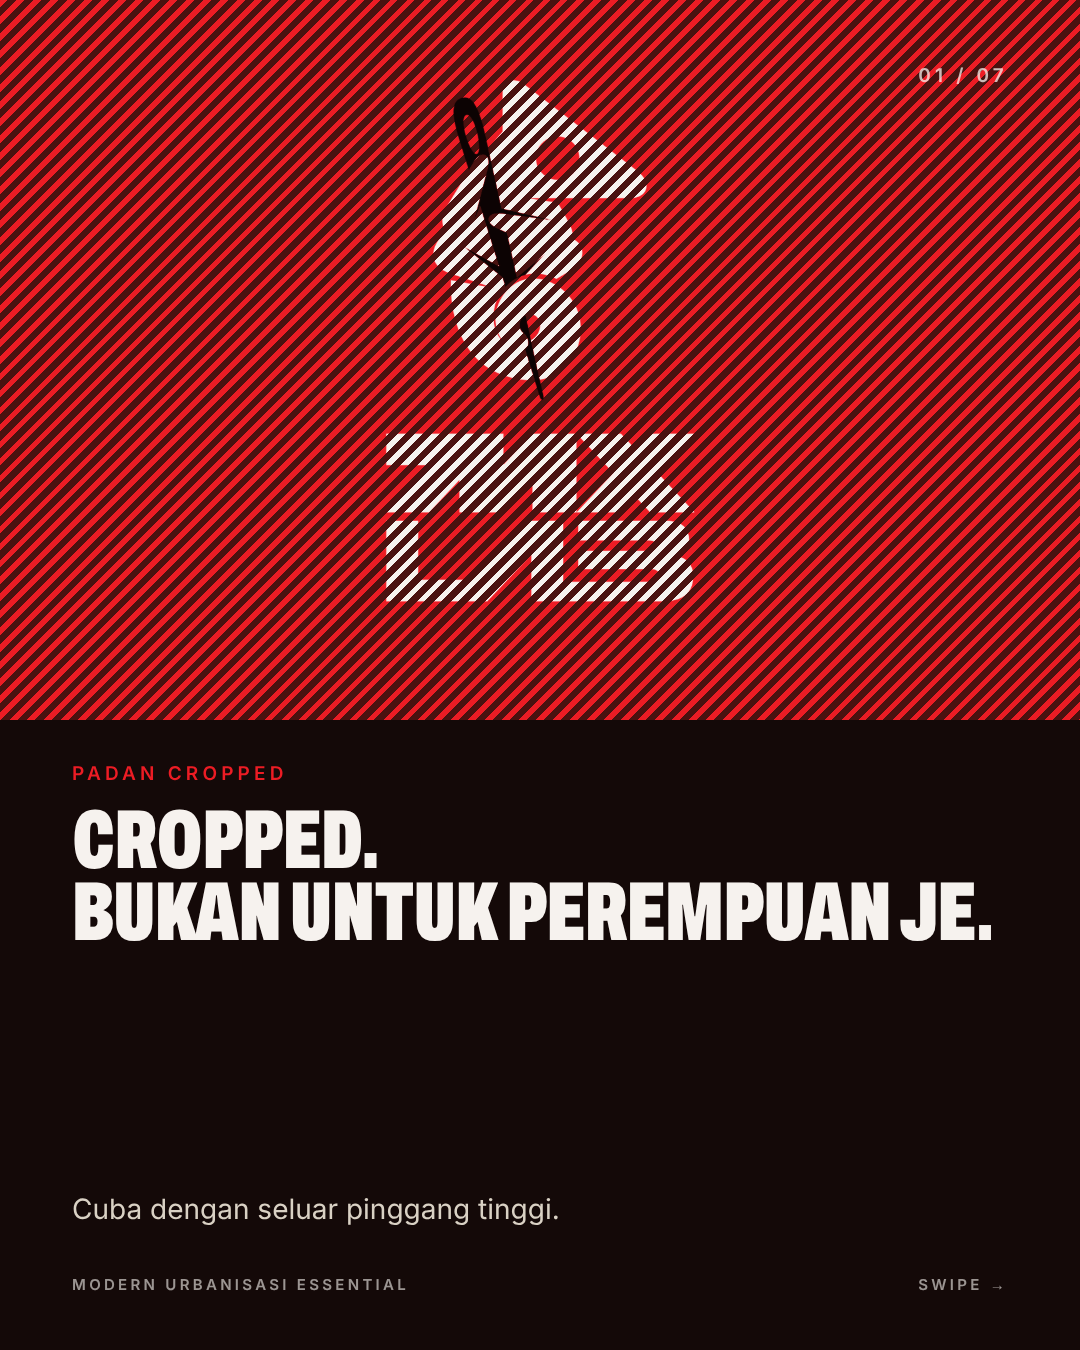 01 / 07
PADAN CROPPED
CROPPED.
BUKAN UNTUK PEREMPUAN JE.
Cuba dengan seluar pinggang tinggi.
MODERN URBANISASI ESSENTIAL
SWIPE →